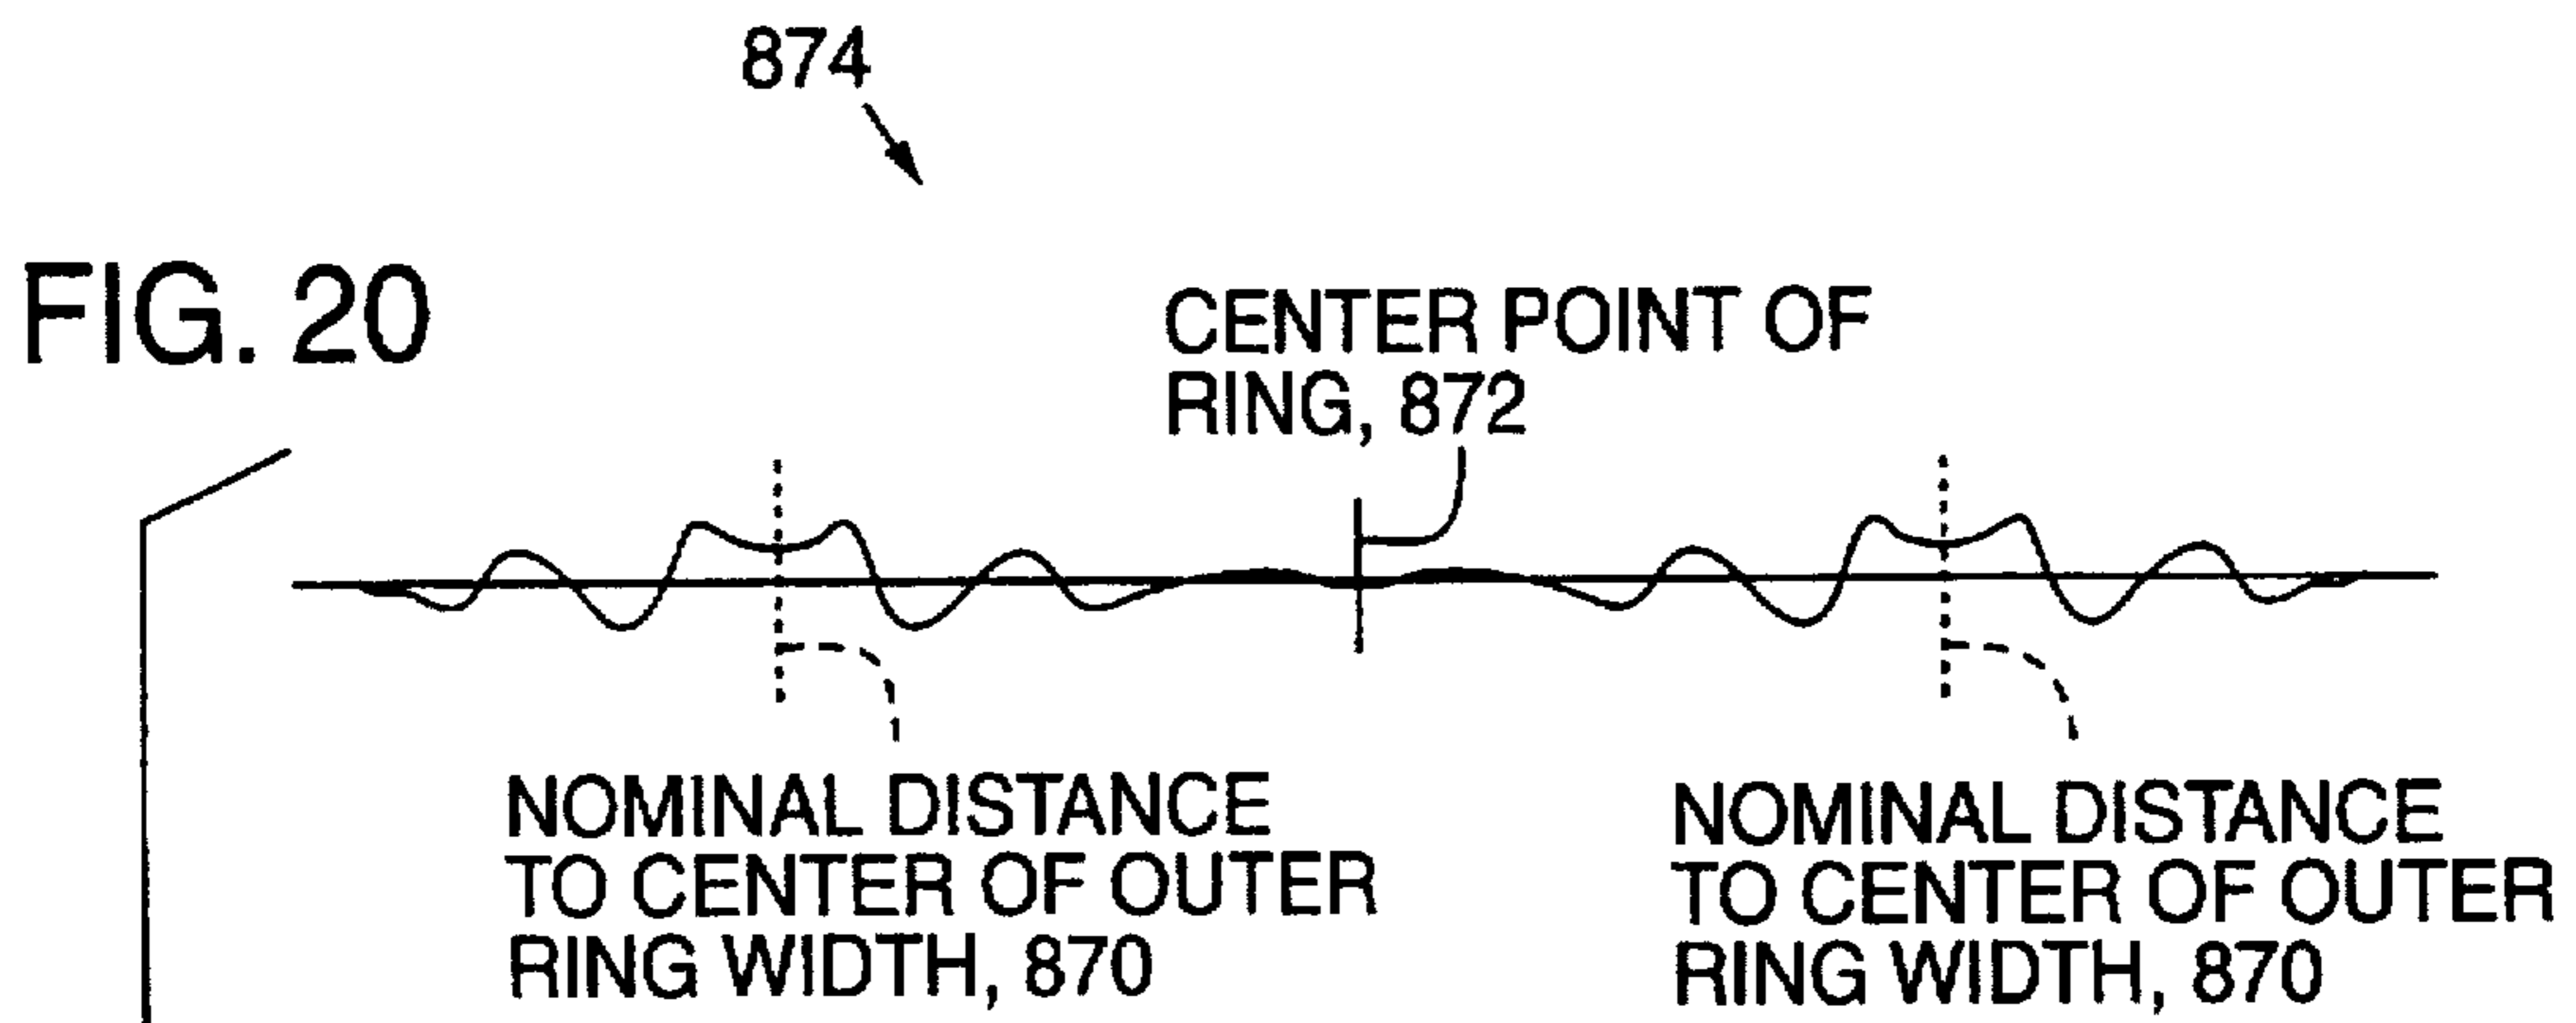 874
FIG. 20
CENTER POINT OF
RING, 872
NOMINAL DISTANCE
TO CENTER OF OUTER
RING WIDTH, 870
NOMINAL DISTANCE
TO CENTER OF OUTER
RING WIDTH, 870